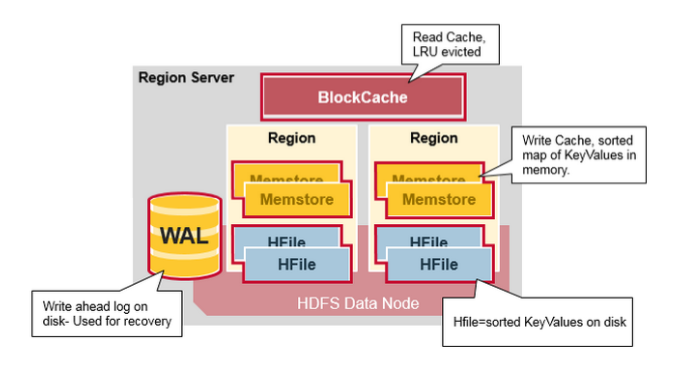 Read Cache,
LRU evicted
Region Server
BlockCache
Region
Region
Write Cache, sorted
map of KeyValues in
memory.
Memstore
Memstore
Memstore
Memstore
WAL
HFile
HFile
HFile
HFile
HDFS Data Node
Write ahead log on
disk- Used for recovery
Hfile=sorted KeyValues on disk